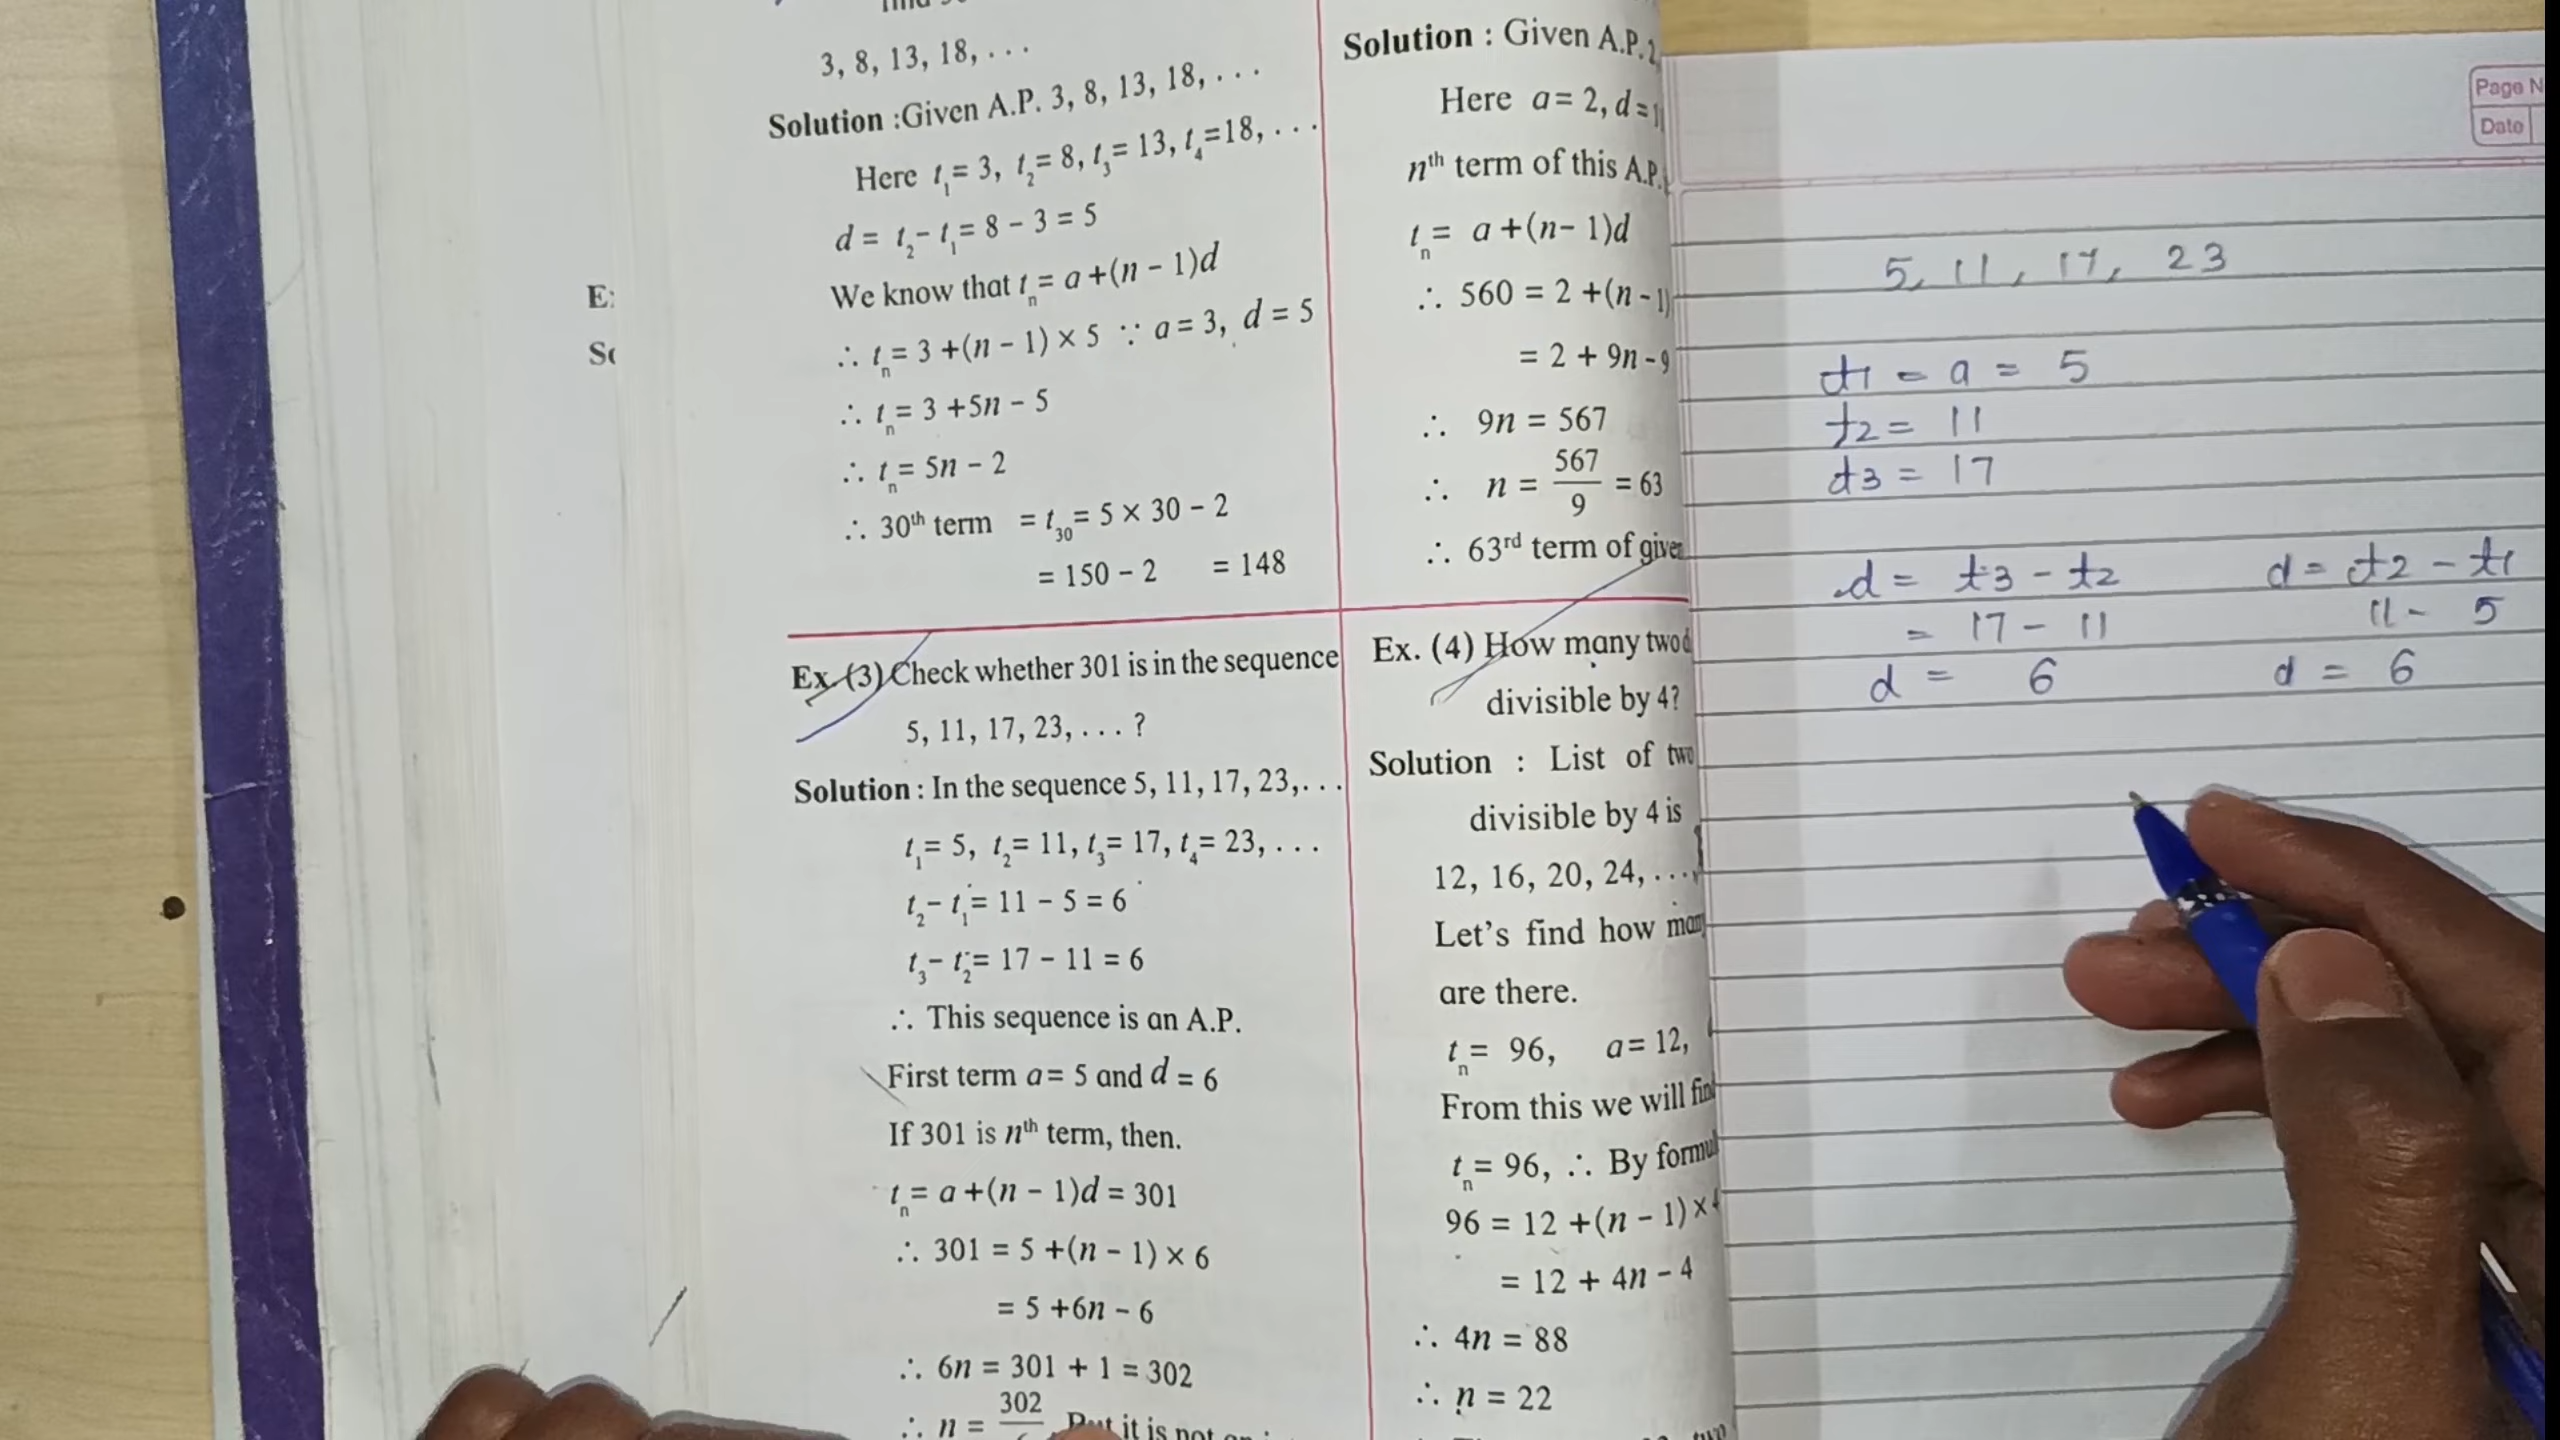 3, 8, 13, 18, . . .
Solution :Given A.P. 3, 8, 13, 18, . . .
Here t1= 3, t2= 8, t3= 13, t4=18, . . .
d = t2- t1= 8 - 3 = 5
We know that tn= a +(n - 1)d
∴ tn= 3 +(n - 1) × 5 ∵ a = 3, d = 5
∴ tn= 3 +5n - 5
∴ tn= 5n - 2
∴ 30th term = t30= 5 × 30 - 2
= 150 - 2 = 148
Ex. (3) Check whether 301 is in the sequence
5, 11, 17, 23, . . . ?
Solution : In the sequence 5, 11, 17, 23,. . .
t1= 5, t2= 11, t3= 17, t4= 23, . . .
t2- t1= 11 - 5 = 6
t3- t2= 17 - 11 = 6
∴ This sequence is an A.P.
First term a = 5 and d = 6
If 301 is nth term, then.
tn= a +(n - 1)d = 301
∴ 301 = 5 +(n - 1) × 6
= 5 +6n - 6
∴ 6n = 301 + 1 = 302
∴ n = 302
it is not
Solution : Given A.P. 2,
Here a = 2, d =
nth term of this A.P.
tn= a +(n- 1)d
∴ 560 = 2 +(n - 1)
= 2 + 9n - 9
∴ 9n = 567
∴ n = 567/9 = 63
∴ 63rd term of
Ex. (4) How many two
divisible by 4?
Solution : List of two
divisible by 4 is
12, 16, 20, 24, . . .,
Let's find how
are there.
tn= 96, a = 12,
From this we will
tn= 96, ∴ By
96 = 12 +(n - 1) ×
= 12 + 4n - 4
∴ 4n = 88
∴ n = 22
Date
5, 11, 17, 23
t1 = a = 5
t2 = 11
t3 = 17
d = t3 - t2 d = t2 - t1
= 17 - 11 11 - 5
d = 6 d = 6